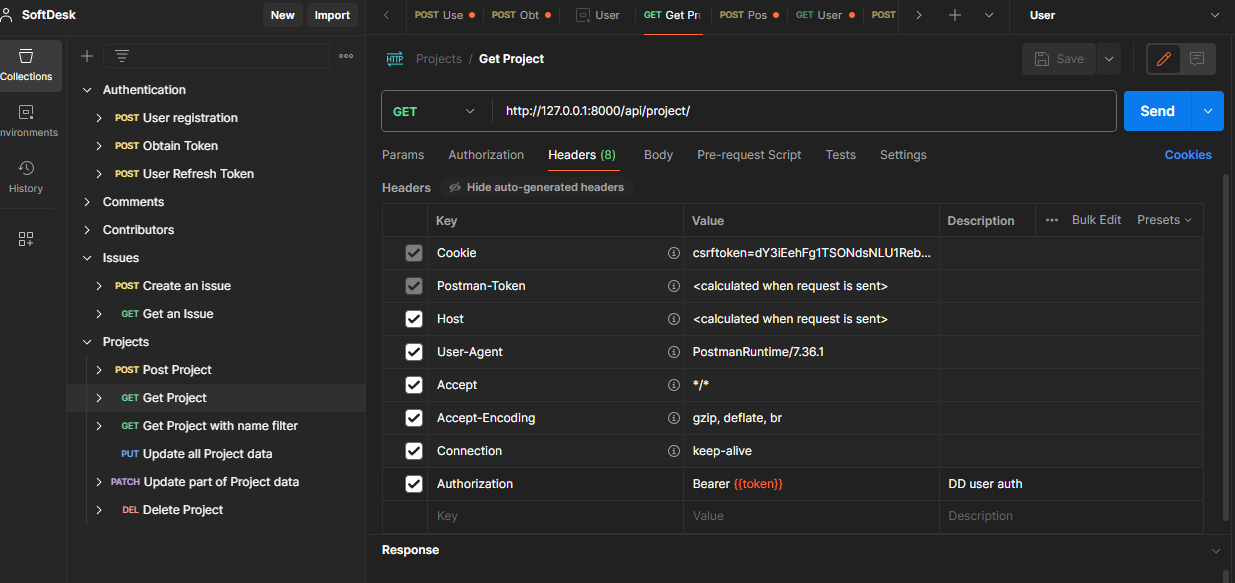 SoftDesk
New
Import
POST Use
POST Obt
User
GET Get Pr
POST Pos
GET User
POST
User
Collections
nvironments
History
Authentication
POST User registration
POST Obtain Token
POST User Refresh Token
Comments
Contributors
Issues
POST Create an issue
GET Get an Issue
Projects
POST Post Project
GET Get Project
GET Get Project with name filter
PUT Update all Project data
PATCH Update part of Project data
DEL Delete Project
HTTP Projects / Get Project
Save
GET http://127.0.0.1:8000/api/project/
Send
Params Authorization Headers (8) Body Pre-request Script Tests Settings Cookies
Headers Hide auto-generated headers
Key Value Description Bulk Edit Presets
Cookie csrftoken=dY3iEehFg1TSONdsNLU1Reb...
Postman-Token <calculated when request is sent>
Host <calculated when request is sent>
User-Agent PostmanRuntime/7.36.1
Accept */*
Accept-Encoding gzip, deflate, br
Connection keep-alive
Authorization Bearer {{token}} DD user auth
Key Value Description
Response